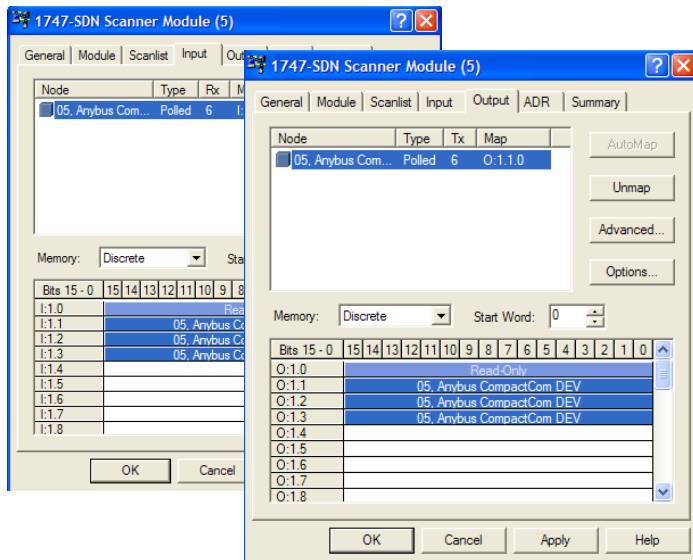 1747-SDN Scanner Module (5)
General Module Scanlist Input
Node Type Rx
05, Anybus Com... Polled 6
Memory: Discrete
Bits 15 - 0 15 14 13 12 11 10 9 8
I:1.0
I:1.1 05, Anybus
I:1.2 05, Anybus
I:1.3 05, Anybus
I:1.4
I:1.5
I:1.6
I:1.7
I:1.8
OK Cancel
1747-SDN Scanner Module (5)
General Module Scanlist Input Output ADR Summary
Node Type Tx Map
05, Anybus Com... Polled 6 O:1.1.0
AutoMap
Unmap
Advanced...
Options...
Memory: Discrete Start Word: 0
Bits 15 - 0 15 14 13 12 11 10 9 8 7 6 5 4 3 2 1 0
O:1.0 Read-Only
O:1.1 05, Anybus CompactCom DEV
O:1.2 05, Anybus CompactCom DEV
O:1.3 05, Anybus CompactCom DEV
O:1.4
O:1.5
O:1.6
O:1.7
O:1.8
OK Cancel Apply Help